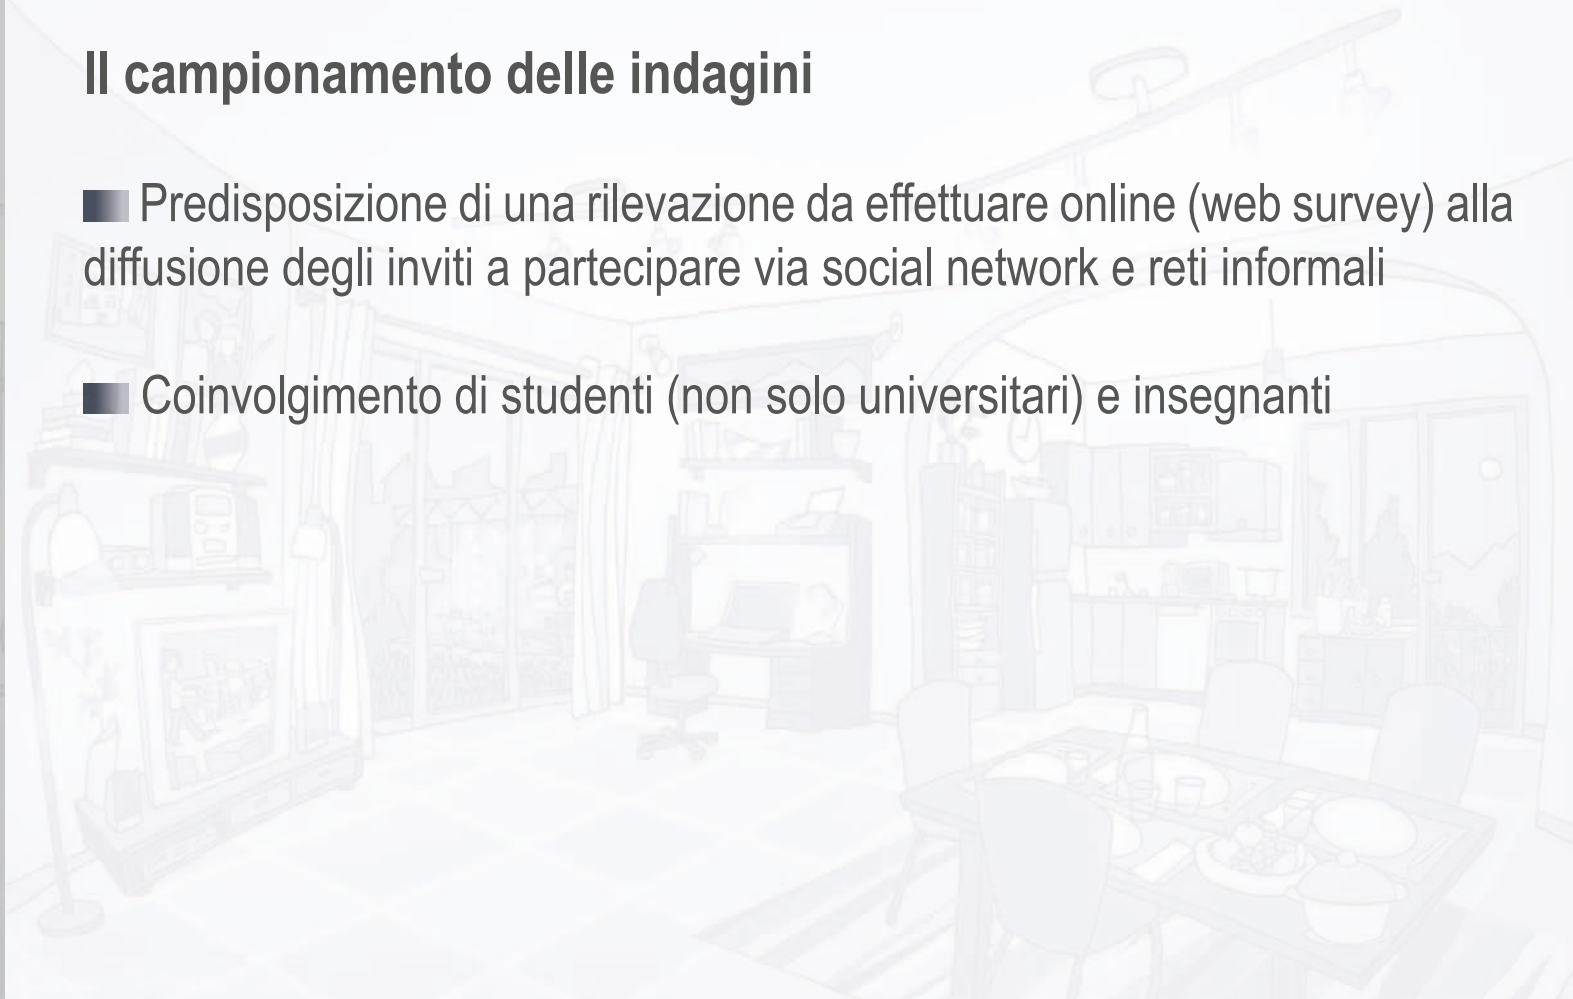 Il campionamento delle indagini
Predisposizione di una rilevazione da effettuare online (web survey) alla
diffusione degli inviti a partecipare via social network e reti informali
Coinvolgimento di studenti (non solo universitari) e insegnanti